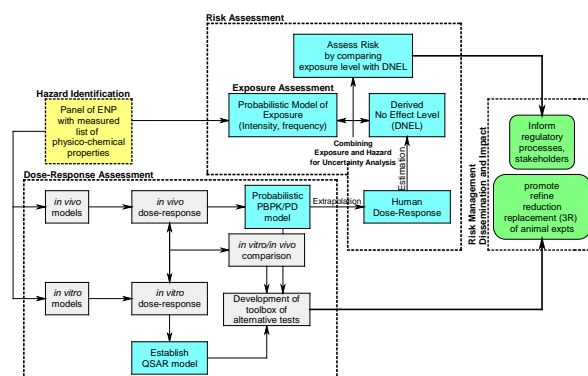 Risk Assessment
Assess Risk
by comparing
exposure level with DNEL
Hazard Identification
Panel of ENP
with measured
list of
physico-chemical
properties
Exposure Assessment
Probabilistic Model of
Exposure
(Intensity, frequency)
Derived
No Effect Level
(DNEL)
Combining
Exposure and Hazard
for Uncertainty Analysis
Estimation
Inform
regulatory
processes,
stakeholders
promote
refine
reduction
replacement (3R)
of animal expts
Risk Management
Dissemination and Impact
Dose-Response Assessment
in vivo
models
in vivo
dose-response
Probabilistic
PBPK/PD
model
Extrapolation
Human
Dose-Response
in vitro/in vivo
comparison
in vitro
models
in vitro
dose-response
Development of
toolbox of
alternative tests
Establish
QSAR model